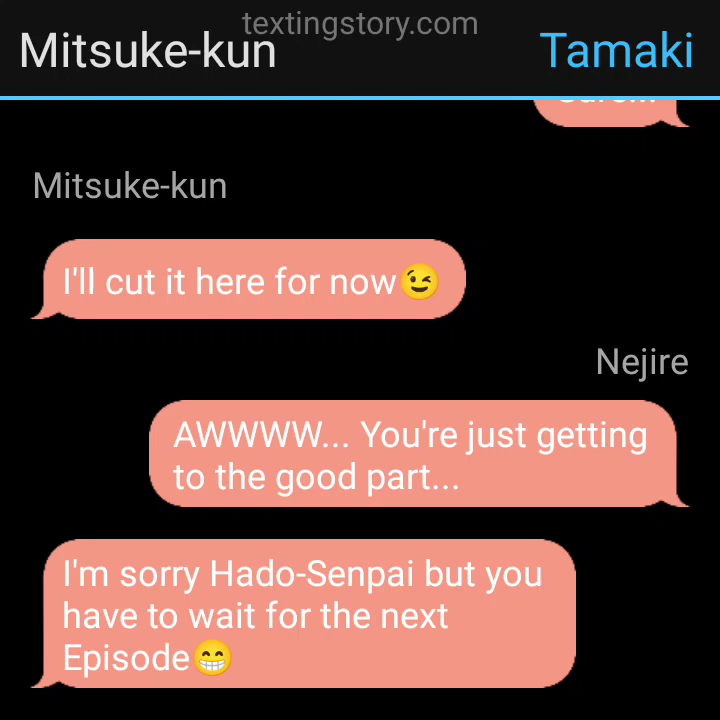 textingstory.com
Mitsuke-kun
Tamaki
Mitsuke-kun
I'll cut it here for now😉
Nejire
AWWWW... You're just getting
to the good part...
I'm sorry Hado-Senpai but you
have to wait for the next
Episode😁